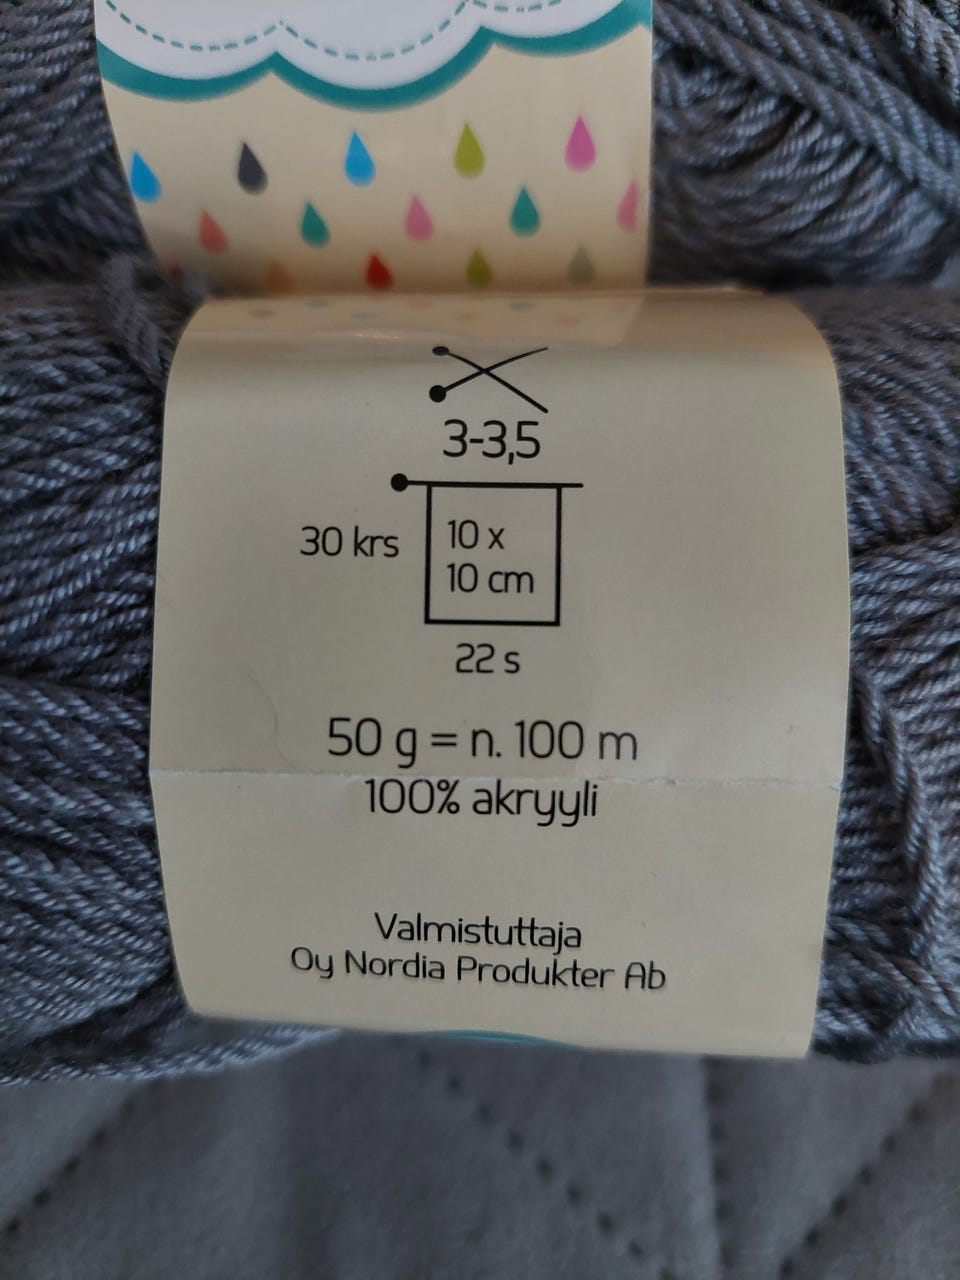 3-3,5
30 krs
10 x
10 cm
22 s
50 g = n. 100 m
100% akryyli
Valmistuttaja
Oy Nordia Produkter Ab